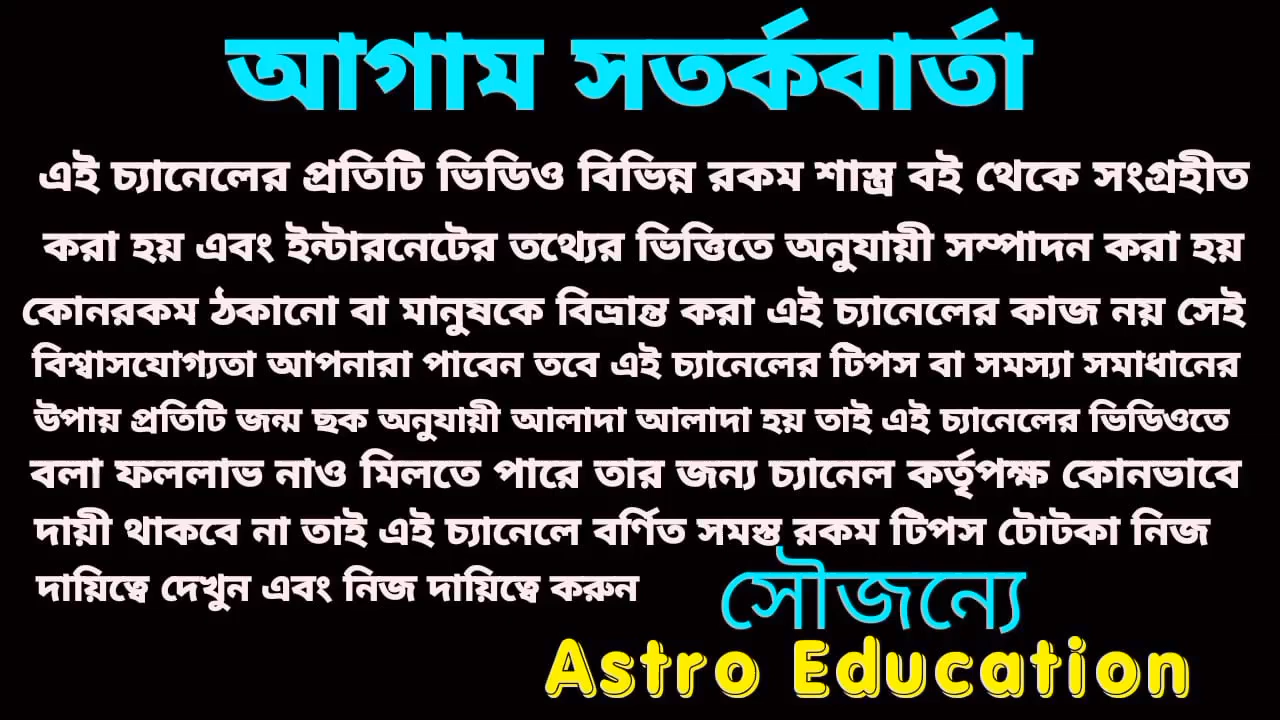 আগাম সতর্কবার্তা
এই চ্যানেলের প্রতিটি ভিডিও বিভিন্ন রকম শাস্ত্র বই থেকে সংগ্রহীত
করা হয় এবং ইন্টারনেটের তথ্যের ভিত্তিতে অনুযায়ী সম্পাদন করা হয়
কোনরকম ঠকানো বা মানুষকে বিভ্রান্ত করা এই চ্যানেলের কাজ নয় সেই
বিশ্বাসযোগ্যতা আপনারা পাবেন তবে এই চ্যানেলের টিপস বা সমস্যা সমাধানের
উপায় প্রতিটি জন্ম ছক অনুযায়ী আলাদা আলাদা হয় তাই এই চ্যানেলের ভিডিওতে
বলা ফললাভ নাও মিলতে পারে তার জন্য চ্যানেল কর্তৃপক্ষ কোনভাবে
দায়ী থাকবে না তাই এই চ্যানেলে বর্ণিত সমস্ত রকম টিপস টোটকা নিজ
দায়িত্বে দেখুন এবং নিজ দায়িত্বে করুন
সৌজন্যে
Astro Education